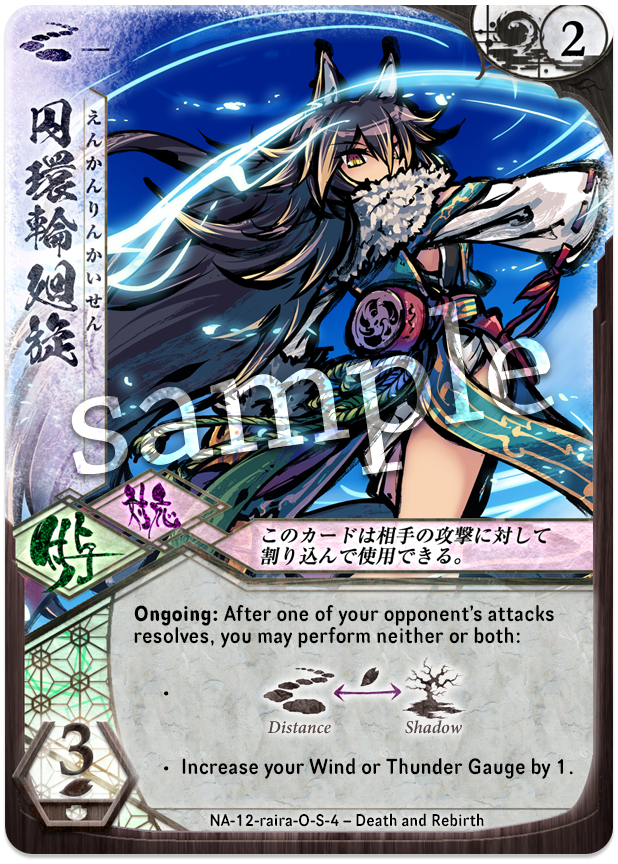 2
円環輪廻旋
えんかんりんかいせん
sample
付与
対応
このカードは相手の攻撃に対して
割り込んで使用できる。
Ongoing: After one of your opponent's attacks
resolves, you may perform neither or both:
Distance
Shadow
• Increase your Wind or Thunder Gauge by 1.
3
NA-12-raira-O-S-4 – Death and Rebirth